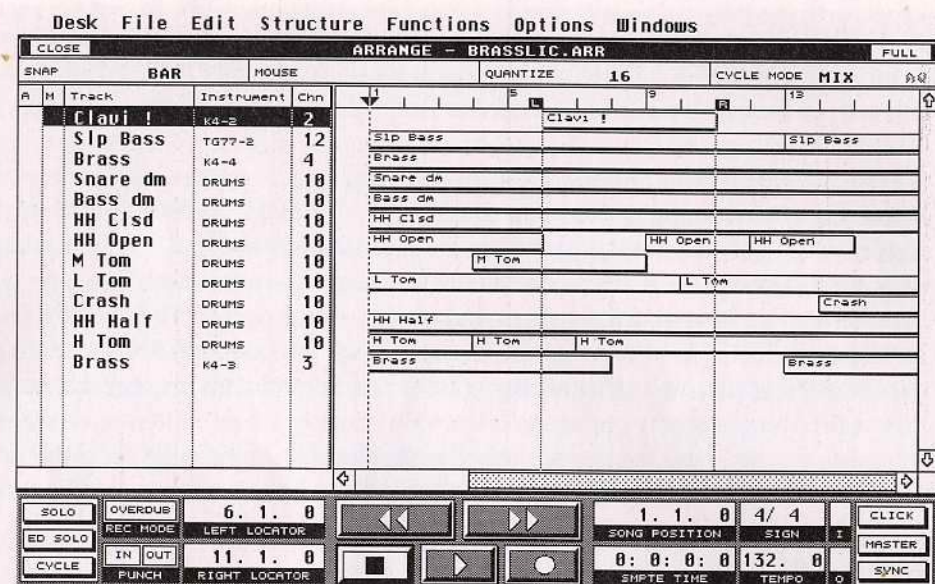 Desk File Edit Structure Functions Options Windows
CLOSE ARRANGE - BRASSLIC.ARR FULL
SNAP BAR MOUSE QUANTIZE 16 CYCLE MODE MIX
A M Track Instrument Chn 1 5 L 9 R 13
Clavi ! K4-2 2 Clavi !
Slp Bass TG77-2 12 Slp Bass Slp Bass
Brass K4-4 4 Brass
Snare dm DRUMS 10 Snare dm
Bass dm DRUMS 10 Bass dm
HH Clsd DRUMS 10 HH Clsd
HH Open DRUMS 10 HH Open HH Open HH Open
M Tom DRUMS 10 M Tom
L Tom DRUMS 10 L Tom L Tom
Crash DRUMS 10 Crash
HH Half DRUMS 10 HH Half
H Tom DRUMS 10 H Tom H Tom H Tom
Brass K4-3 3 Brass Brass
SOLO OVERDUB 6. 1. 0 1. 1. 0 4/ 4 CLICK
REC MODE LEFT LOCATOR SONG POSITION SIGN I
ED SOLO MASTER
IN OUT 11. 1. 0 0: 0: 0: 0 132. 0
CYCLE PUNCH RIGHT LOCATOR SMPTE TIME TEMPO O SYNC